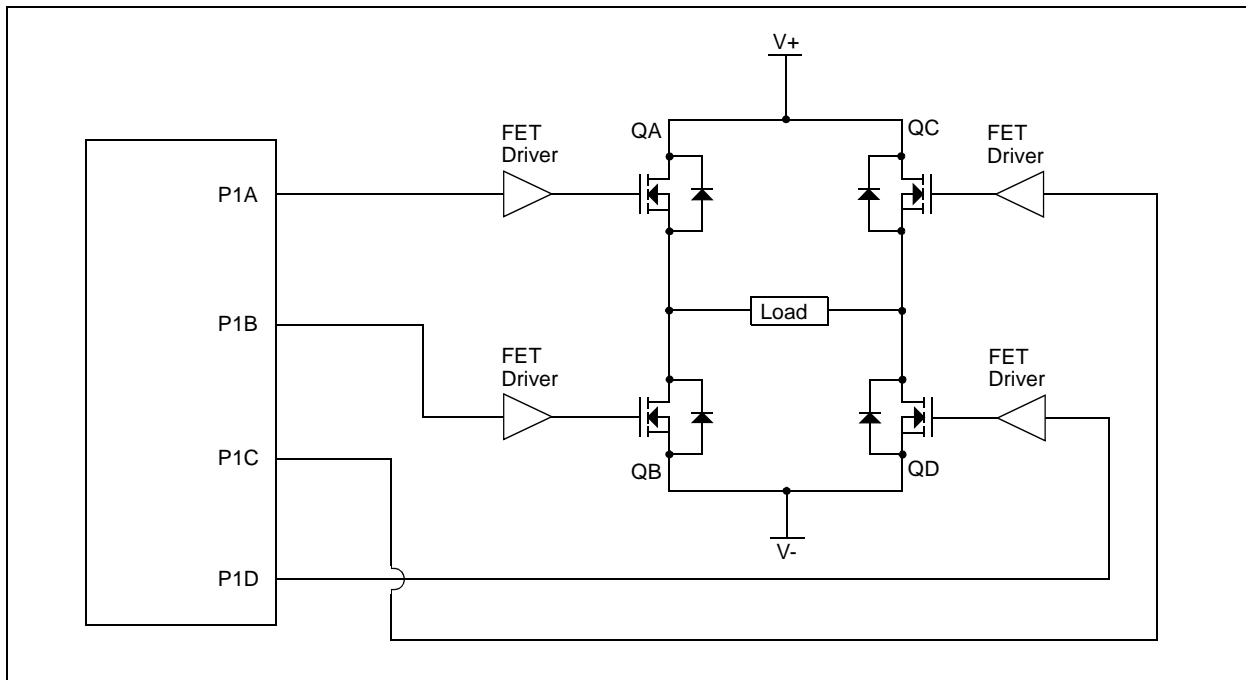 V+
QA
QC
FET
Driver
FET
Driver
P1A
P1B
Load
FET
Driver
FET
Driver
P1C
QB
QD
V-
P1D